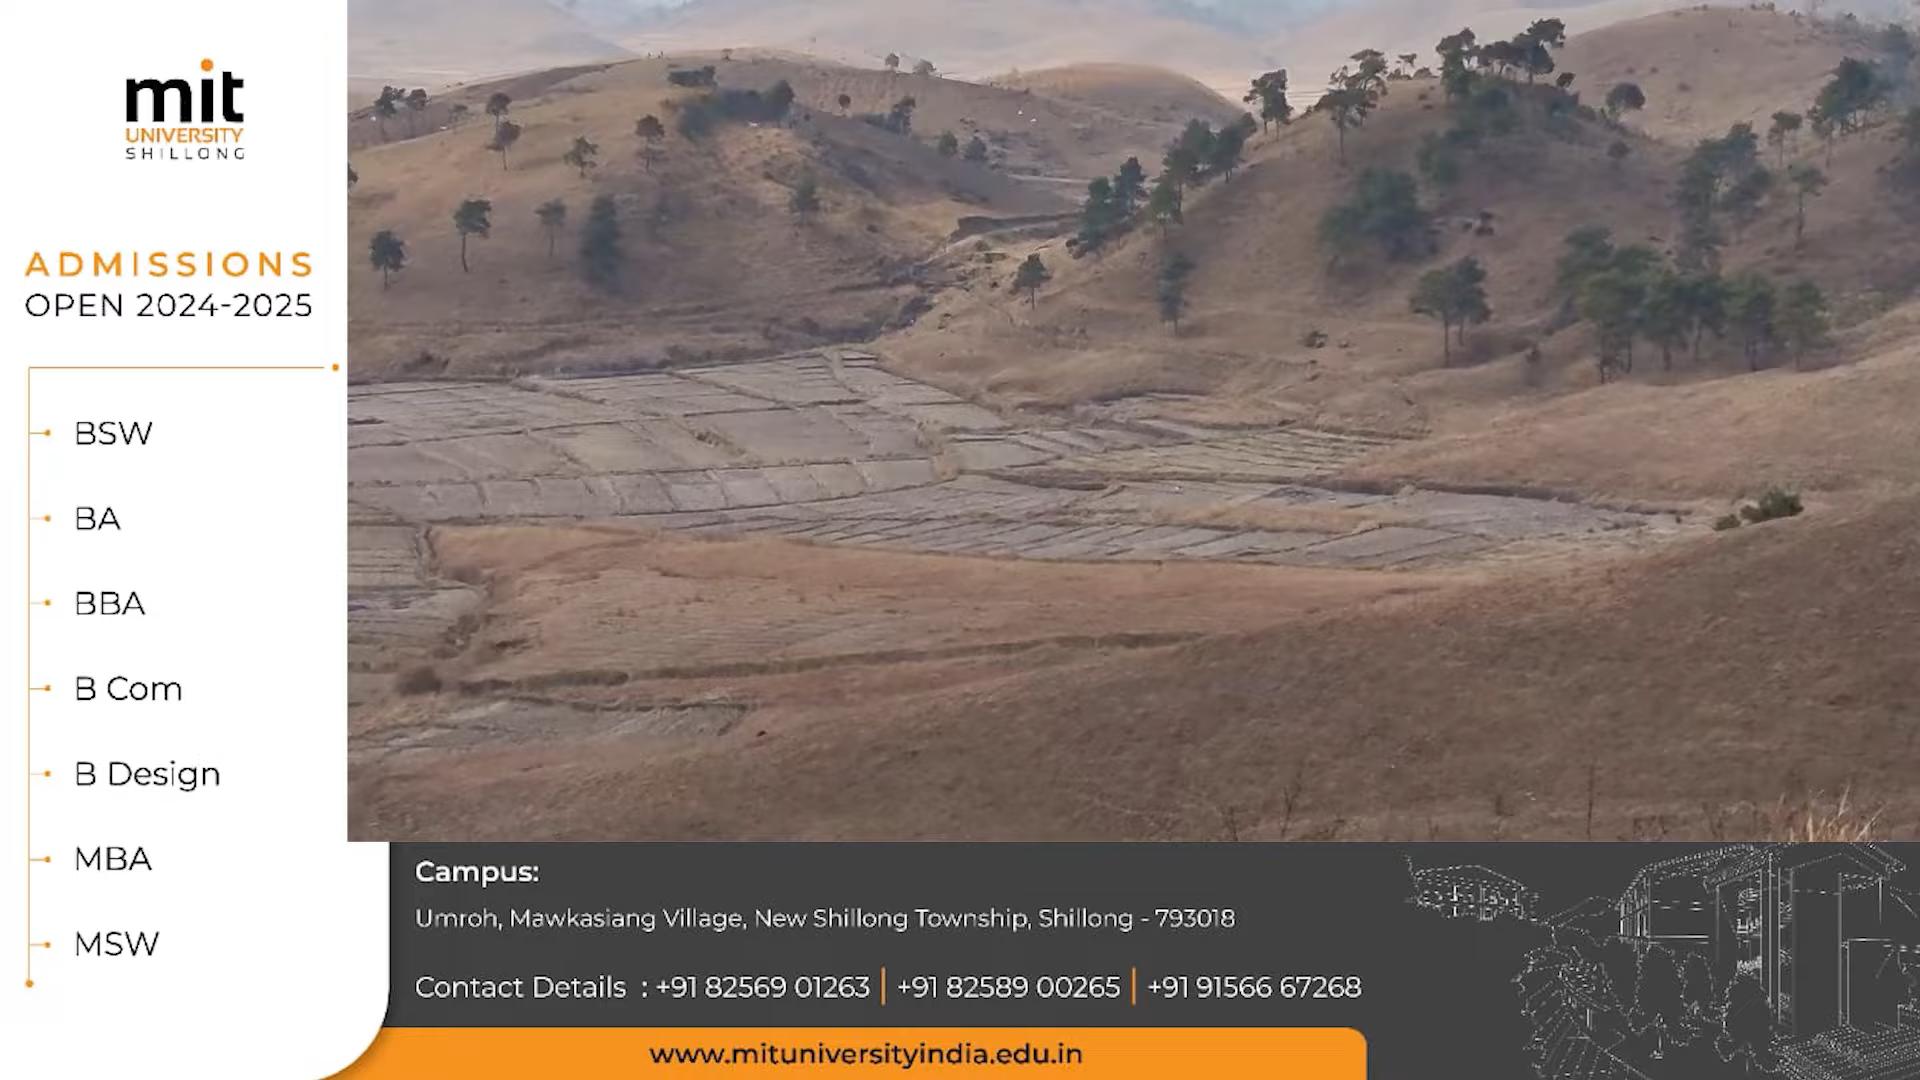 mit
UNIVERSITY
SHILLONG
ADMISSIONS
OPEN 2024-2025
BSW
BA
BBA
B Com
B Design
MBA
MSW
Campus:
Umroh, Mawkasiang Village, New Shillong Township, Shillong - 793018
Contact Details : +91 82569 01263 | +91 82589 00265 | +91 91566 67268
www.mituniversityindia.edu.in